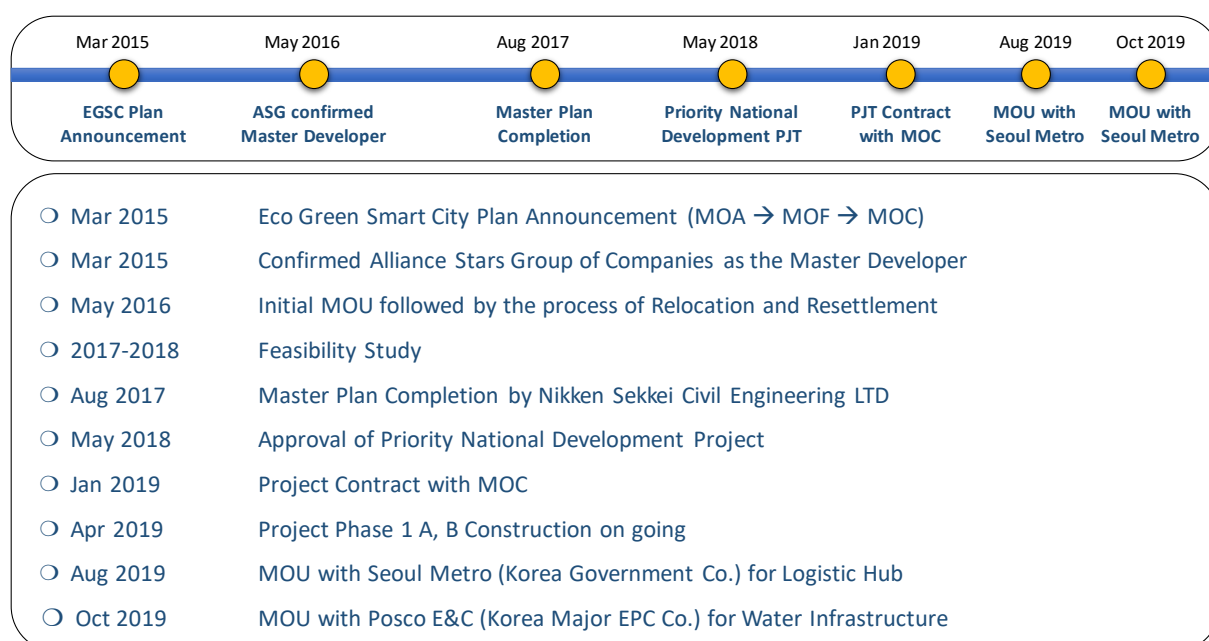 Mar 2015 May 2016 Aug 2017 May 2018 Jan 2019 Aug 2019 Oct 2019
EGSC Plan ASG confirmed Master Plan Priority National PJT Contract MOU with MOU with
Announcement Master Developer Completion Development PJT with MOC Seoul Metro Seoul Metro
❍ Mar 2015 Eco Green Smart City Plan Announcement (MOA → MOF → MOC)
❍ Mar 2015 Confirmed Alliance Stars Group of Companies as the Master Developer
❍ May 2016 Initial MOU followed by the process of Relocation and Resettlement
❍ 2017-2018 Feasibility Study
❍ Aug 2017 Master Plan Completion by Nikken Sekkei Civil Engineering LTD
❍ May 2018 Approval of Priority National Development Project
❍ Jan 2019 Project Contract with MOC
❍ Apr 2019 Project Phase 1 A, B Construction on going
❍ Aug 2019 MOU with Seoul Metro (Korea Government Co.) for Logistic Hub
❍ Oct 2019 MOU with Posco E&C (Korea Major EPC Co.) for Water Infrastructure